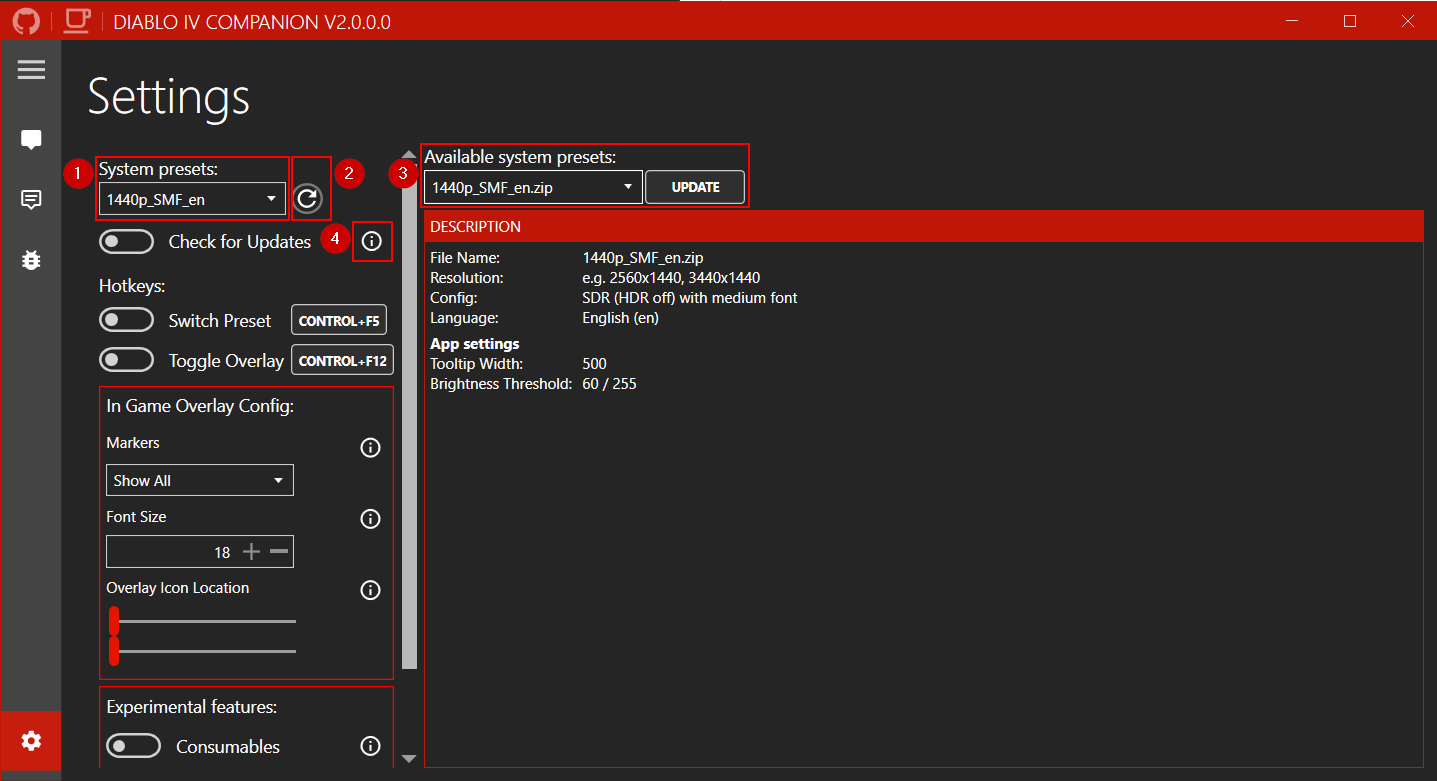 DIABLO IV COMPANION V2.0.0.0
Settings
1
System presets:
1440p_SMF_en
2
Check for Updates
4
Hotkeys:
Switch Preset CONTROL+F5
Toggle Overlay CONTROL+F12
In Game Overlay Config:
Markers
Show All
Font Size
18
Overlay Icon Location
Experimental features:
Consumables
3
Available system presets:
1440p_SMF_en.zip UPDATE
DESCRIPTION
File Name: 1440p_SMF_en.zip
Resolution: e.g. 2560x1440, 3440x1440
Config: SDR (HDR off) with medium font
Language: English (en)
App settings
Tooltip Width: 500
Brightness Threshold: 60 / 255